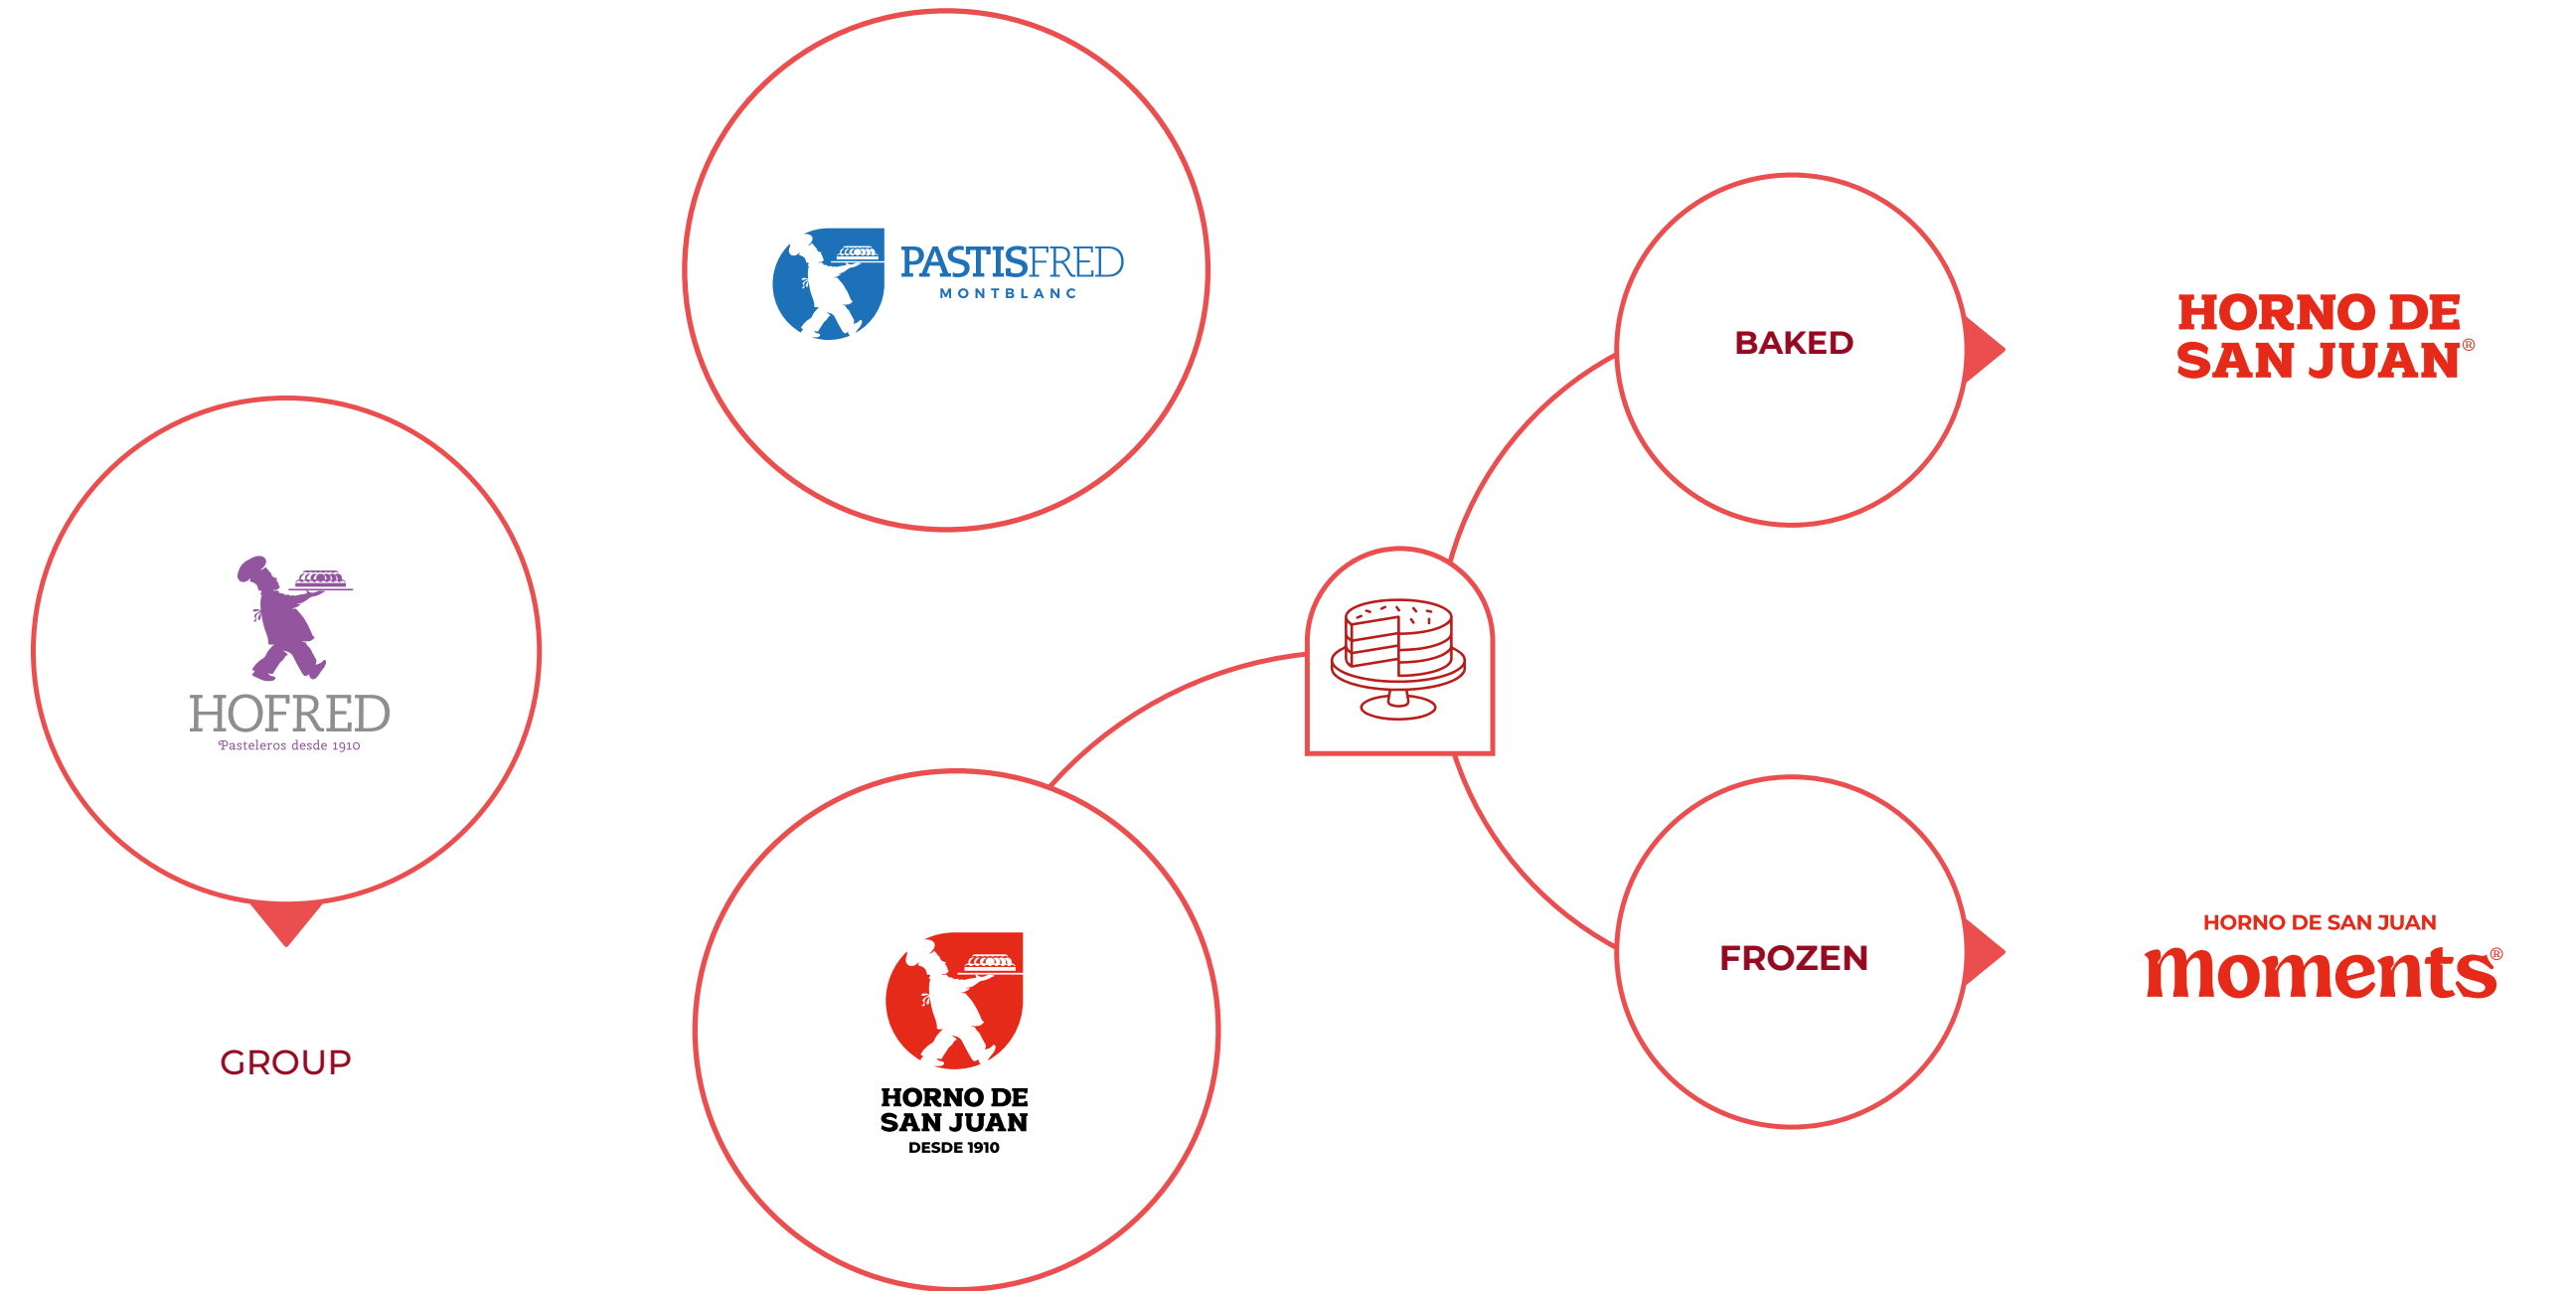 HOFRED
Pasteleros desde 1910
GROUP
PASTISFRED
MONTBLANC
HORNO DE
SAN JUAN
DESDE 1910
BAKED
HORNO DE
SAN JUAN®
FROZEN
HORNO DE SAN JUAN
moments®